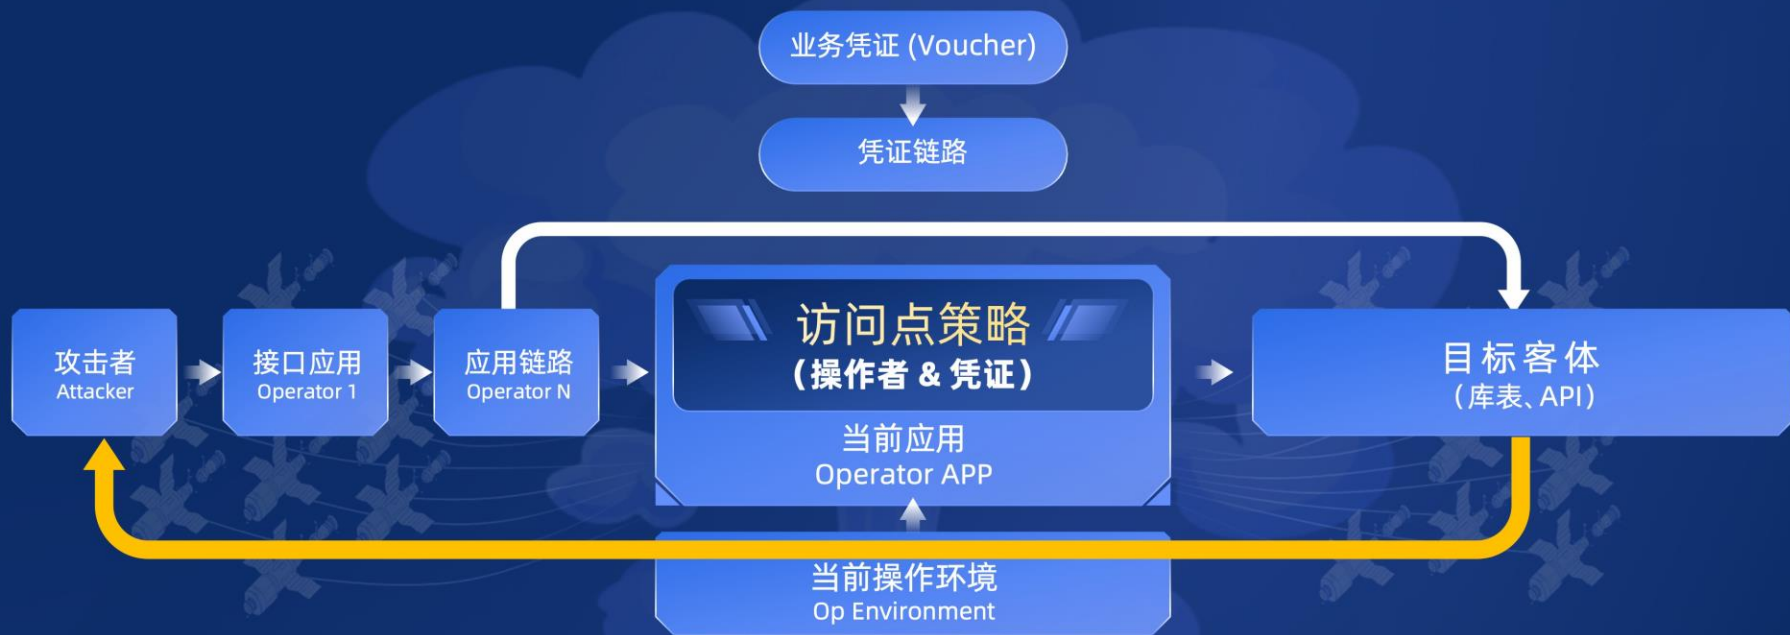 业务凭证 (Voucher)
凭证链路
攻击者
Attacker
接口应用
Operator 1
应用链路
Operator N
访问点策略
(操作者 & 凭证)
当前应用
Operator APP
目标客体
(库表、API)
当前操作环境
Op Environment